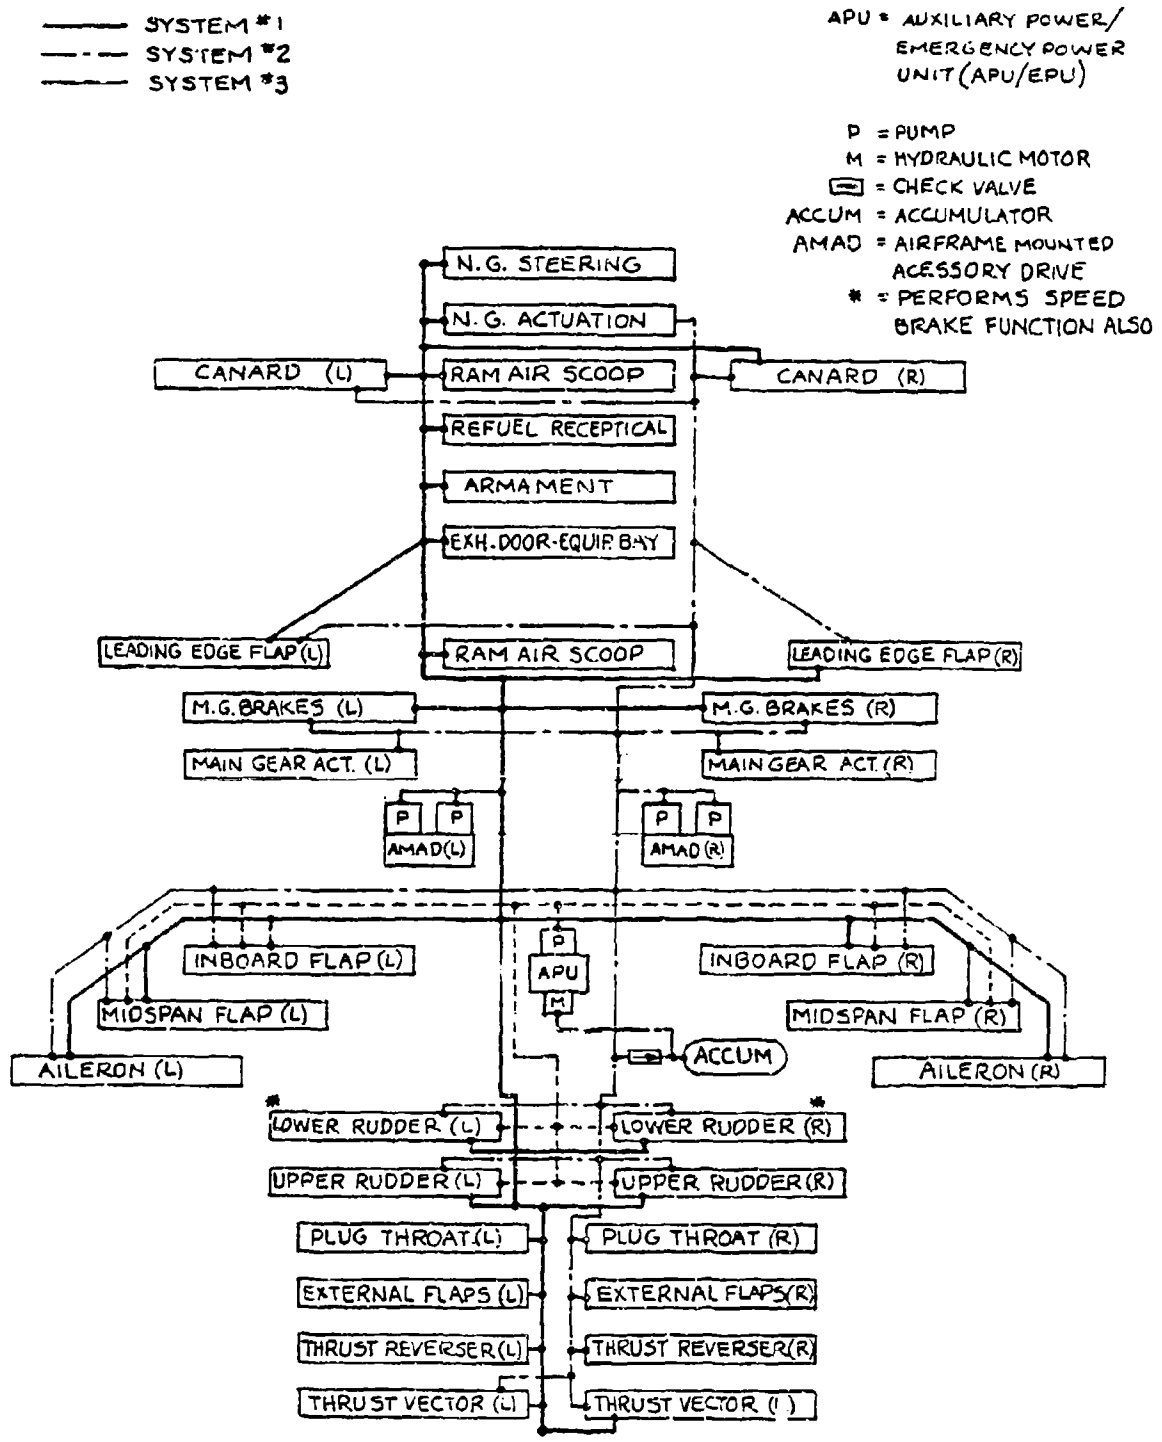 SYSTEM #1
SYSTEM #2
SYSTEM #3
APU = AUXILIARY POWER/
EMERGENCY POWER
UNIT (APU/EPU)
P = PUMP
M = HYDRAULIC MOTOR
= CHECK VALVE
ACCUM = ACCUMULATOR
AMAD = AIRFRAME MOUNTED
ACESSORY DRIVE
* = PERFORMS SPEED
BRAKE FUNCTION ALSO
N.G. STEERING
N.G. ACTUATION
CANARD (L)
RAM AIR SCOOP
CANARD (R)
REFUEL RECEPTICAL
ARMAMENT
EXH. DOOR-EQUIP. BAY
LEADING EDGE FLAP (L)
RAM AIR SCOOP
LEADING EDGE FLAP (R)
M.G. BRAKES (L)
M.G. BRAKES (R)
MAIN GEAR ACT. (L)
MAIN GEAR ACT. (R)
P P
P P
AMAD (L)
AMAD (R)
P
INBOARD FLAP (L)
APU
INBOARD FLAP (R)
M
MIDSPAN FLAP (L)
MIDSPAN FLAP (R)
AILERON (L)
ACCUM
AILERON (R)
*
*
LOWER RUDDER (L)
LOWER RUDDER (R)
UPPER RUDDER (L)
UPPER RUDDER (R)
PLUG THROAT (L)
PLUG THROAT (R)
EXTERNAL FLAPS (L)
EXTERNAL FLAPS (R)
THRUST REVERSER (L)
THRUST REVERSER (R)
THRUST VECTOR (L)
THRUST VECTOR